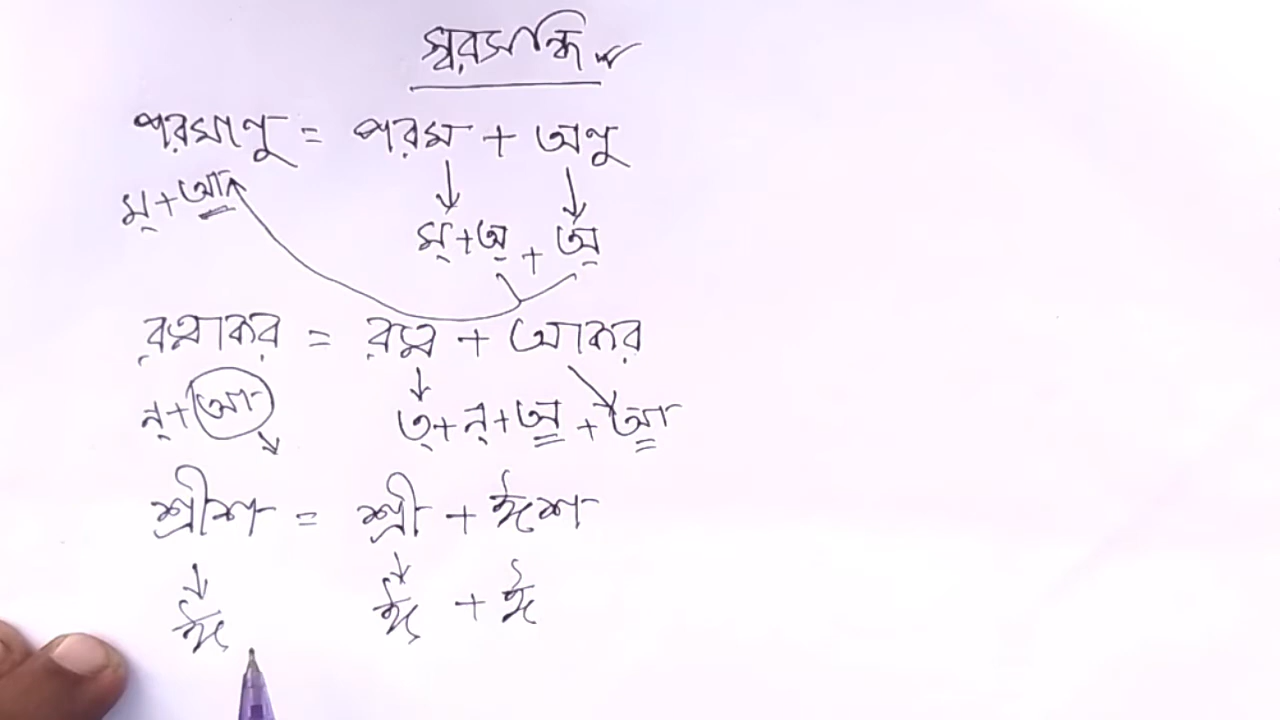 স্বরসন্ধি
পরমাণু = পরম + অণু
ম্+আ
ম্+অ + অ
রত্নাকর = রত্ন + আকর
ন্+আ
ত্+ন্+অ + আ
শ্রীশ = শ্রী + ঈশ
ঈ
ঈ + ঈ